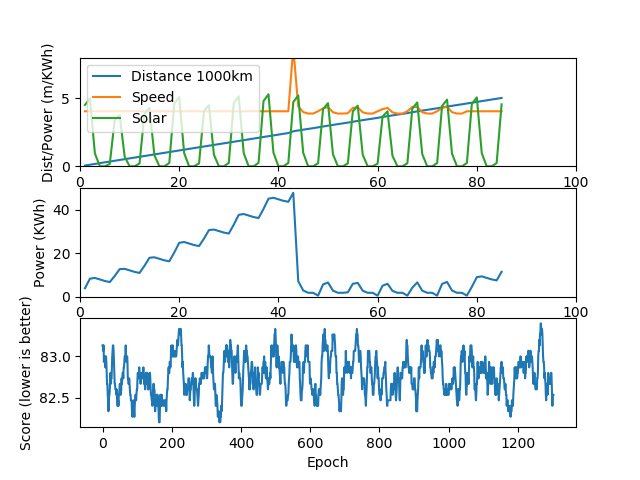 Dist/Power (m/KWh)
5
0
Distance 1000km
Speed
Solar
0 20 40 60 80 100
Power (KWh)
40
20
0
0 20 40 60 80 100
Score (lower is better)
83.0
82.5
0 200 400 600 800 1000 1200
Epoch